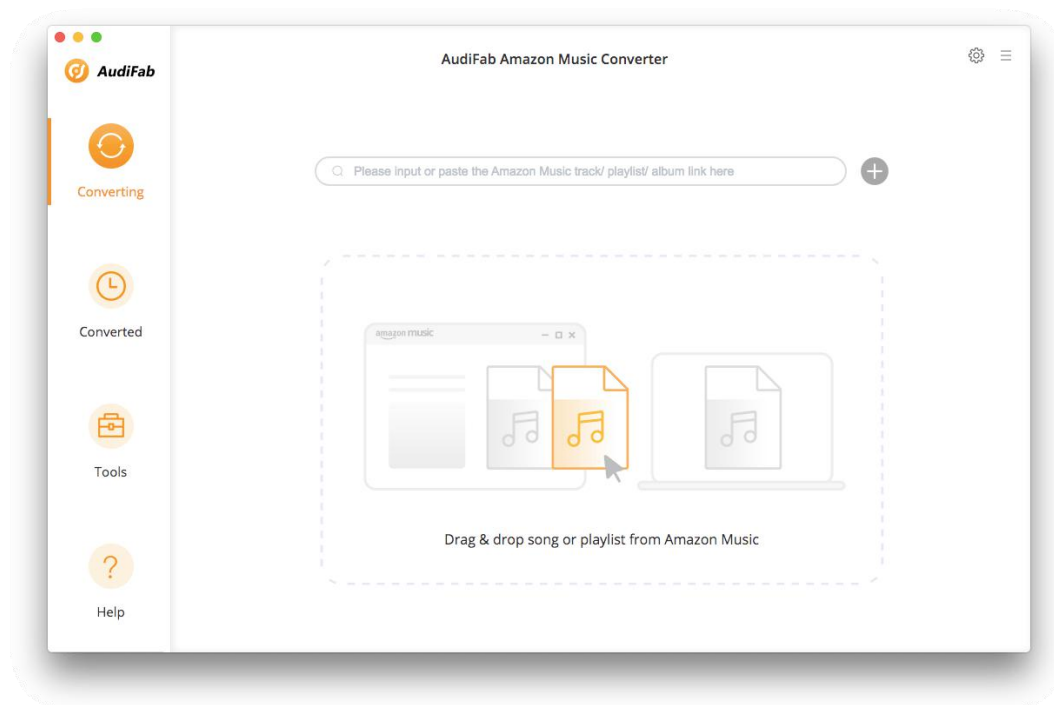 AudiFab Amazon Music Converter
AudiFab
Converting
Please input or paste the Amazon Music track/ playlist/ album link here
Converted
amazon music
Tools
Drag & drop song or playlist from Amazon Music
Help